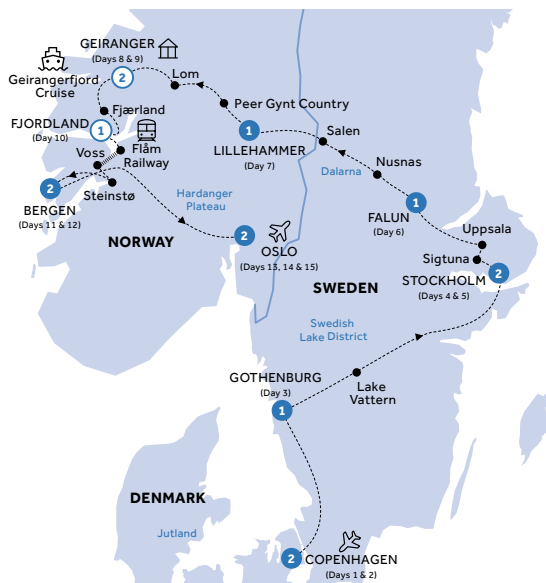 GEIRANGER
(Days 8 & 9)
2
Geirangerfjord
Cruise
Lom
Fjærland
Peer Gynt Country
FJORDLAND
(Day 10)
1
Flåm
Railway
1
LILLEHAMMER
(Day 7)
Salen
Voss
Nusnas
Dalarna
2
BERGEN
(Days 11 & 12)
Steinstø
Hardanger
Plateau
1
FALUN
(Day 6)
Uppsala
NORWAY
2
OSLO
(Days 13, 14 & 15)
Sigtuna
2
STOCKHOLM
(Days 4 & 5)
SWEDEN
Swedish
Lake District
GOTHENBURG
(Day 3)
1
Lake
Vattern
DENMARK
Jutland
2
COPENHAGEN
(Days 1 & 2)